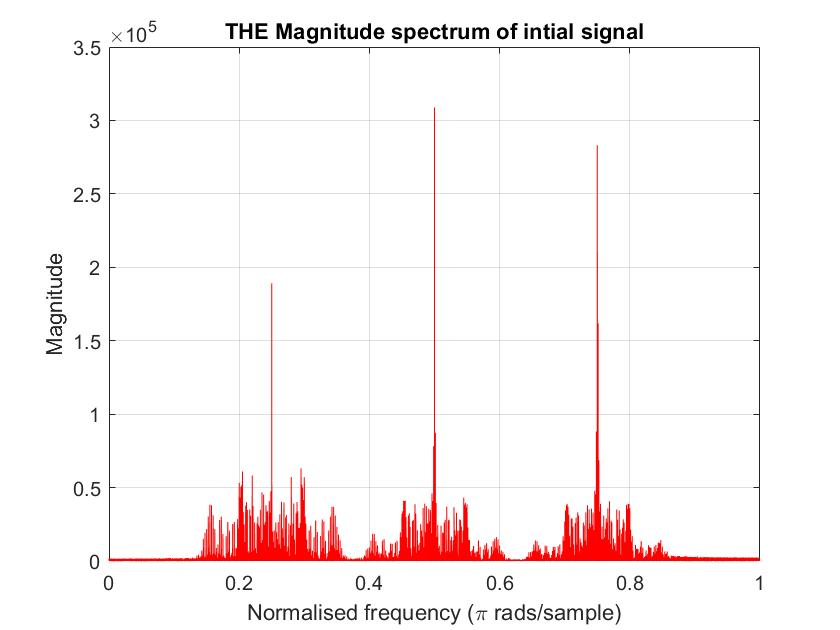 THE Magnitude spectrum of intial signal
×10^5
3.5
3
2.5
2
1.5
1
0.5
0
Magnitude
0 0.2 0.4 0.6 0.8 1
Normalised frequency (π rads/sample)